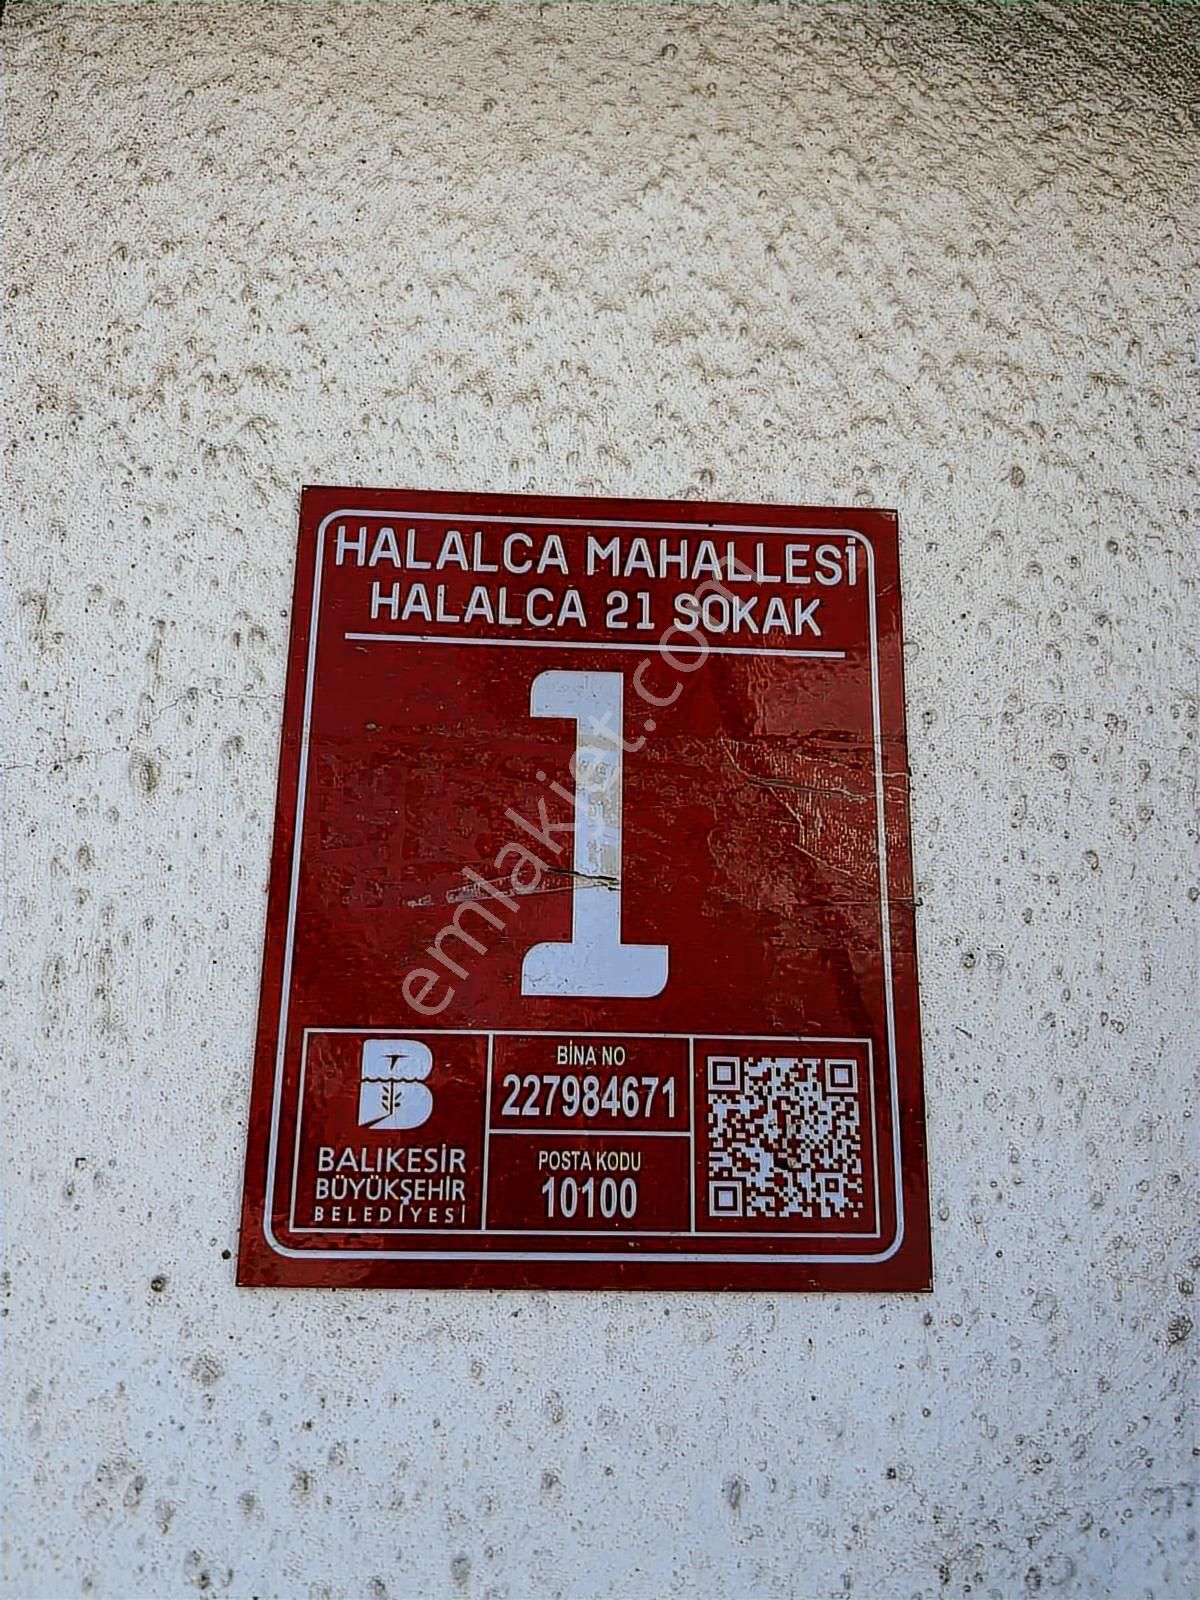 HALALCA MAHALLESİ
HALALCA 21 SOKAK
1
BİNA NO
227984671
POSTA KODU
10100
B
BALIKESİR
BÜYÜKŞEHİR
BELEDİYESİ
emlakjet.com